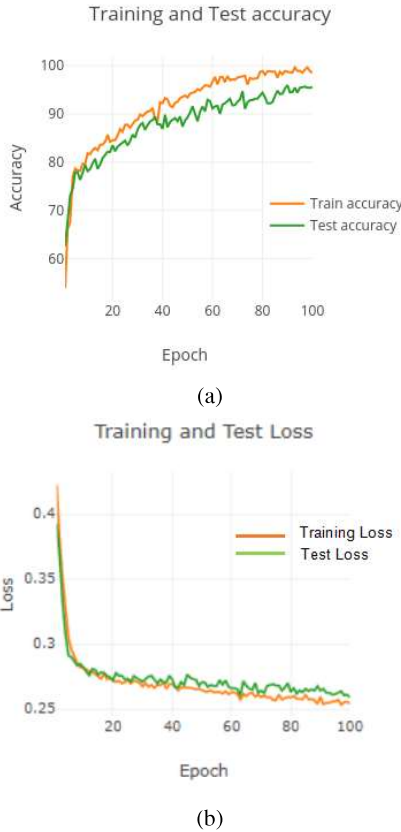 Training and Test accuracy
100
90
80
70
60
Accuracy
Train accuracy
Test accuracy
20 40 60 80 100
Epoch
(a)
Training and Test Loss
0.4
0.35
0.3
0.25
Loss
Training Loss
Test Loss
20 40 60 80 100
Epoch
(b)